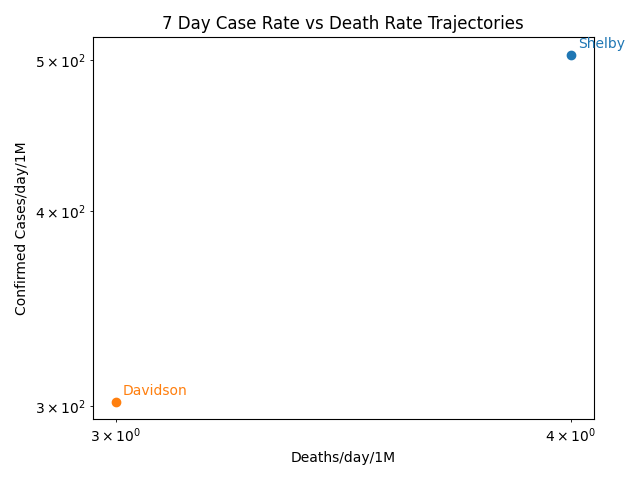 7 Day Case Rate vs Death Rate Trajectories
Shelby
5 × 10²
4 × 10²
3 × 10²
Confirmed Cases/day/1M
Davidson
3 × 10⁰
4 × 10⁰
Deaths/day/1M